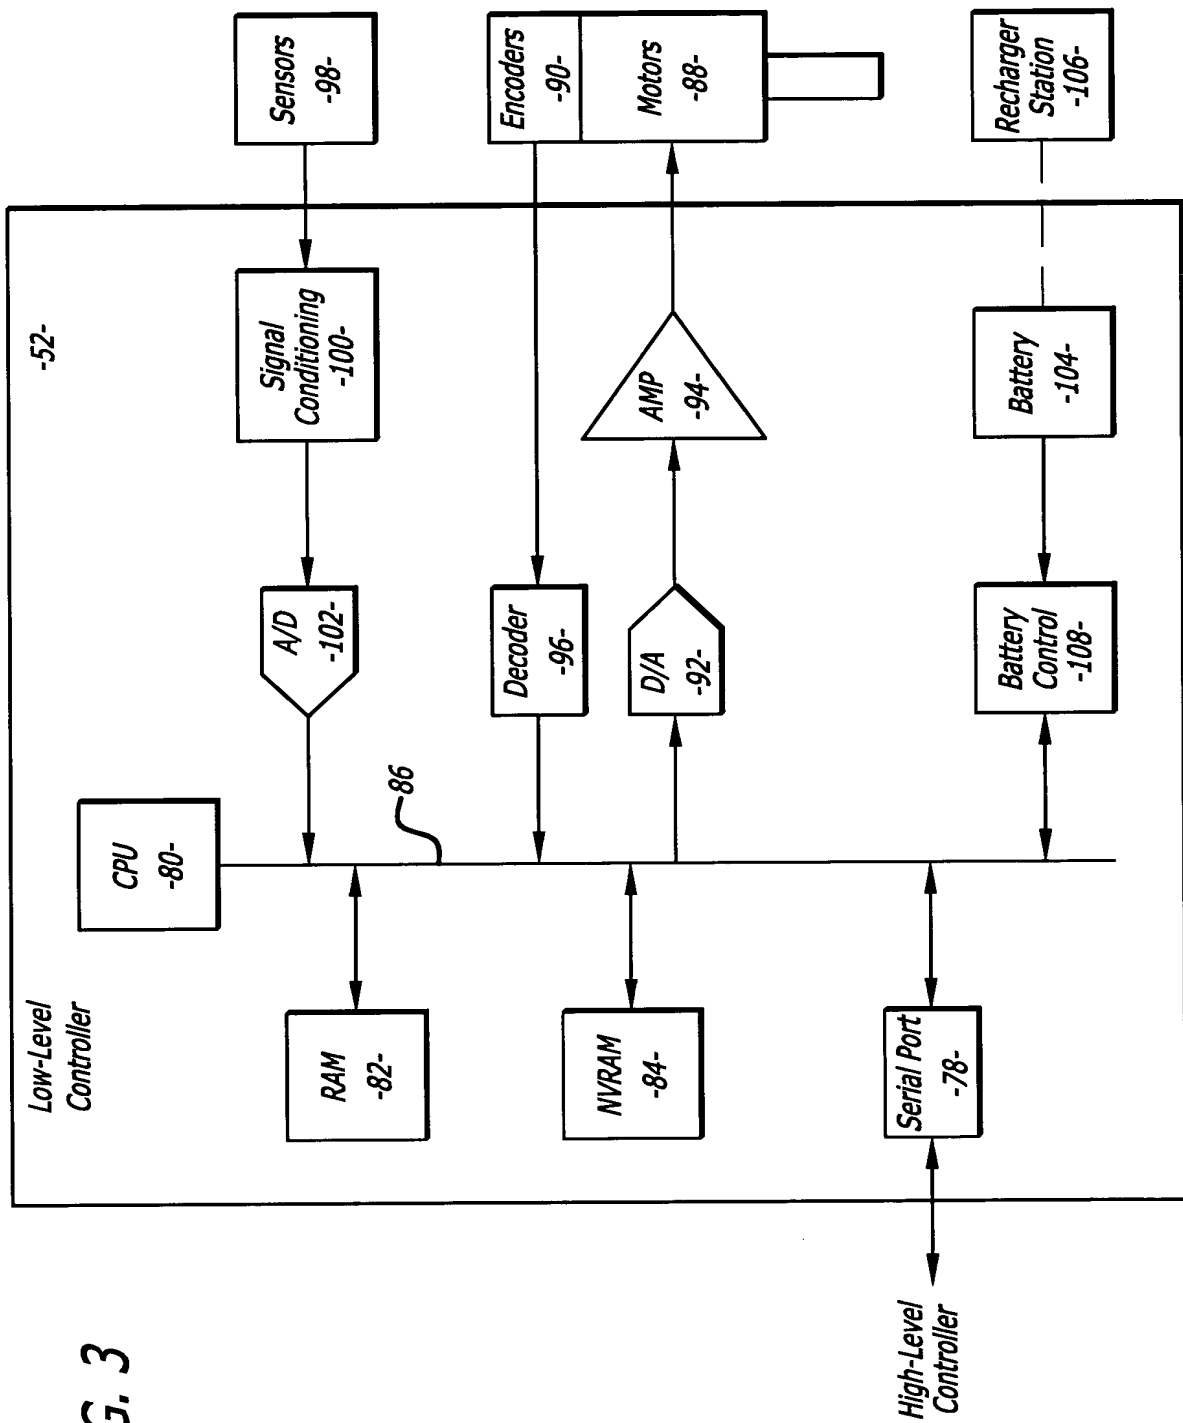 Low-Level
Controller
-52-
CPU
-80-
RAM
-82-
A/D
-102-
Signal
Conditioning
-100-
Sensors
-98-
86
NVRAM
-84-
Decoder
-96-
Encoders
-90-
D/A
-92-
AMP
-94-
Motors
-88-
High-Level
Controller
Serial Port
-78-
Battery
Control
-108-
Battery
-104-
Recharger
Station
-106-
G. 3